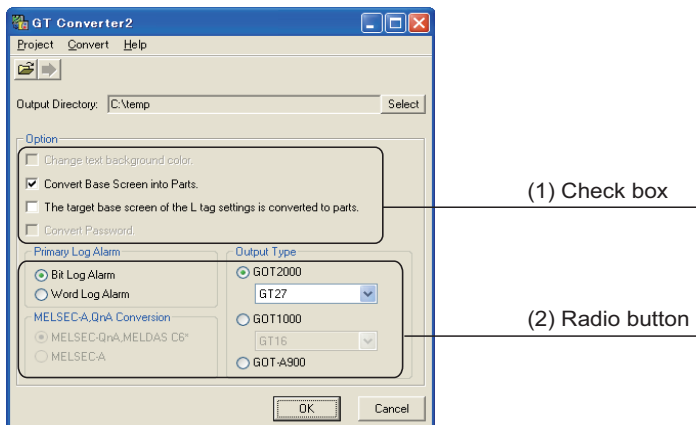 GT Converter2
Project Convert Help
Output Directory: C:\temp Select
Option
Change text background color.
Convert Base Screen into Parts.
The target base screen of the L tag settings is converted to parts.
Convert Password.
(1) Check box
Primary Log Alarm
Bit Log Alarm
Word Log Alarm
MELSEC-A,QnA Conversion
MELSEC-QnA,MELDAS C6*
MELSEC-A
Output Type
GOT2000
GT27
GOT1000
GT16
GOT-A900
(2) Radio button
OK Cancel